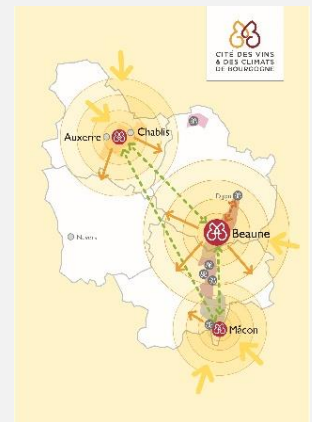 CITÉ DES VINS
& DES CLIMATS
DE BOURGOGNE
Auxerre
Chablis
Dijon
Nevers
Beaune
Mâcon